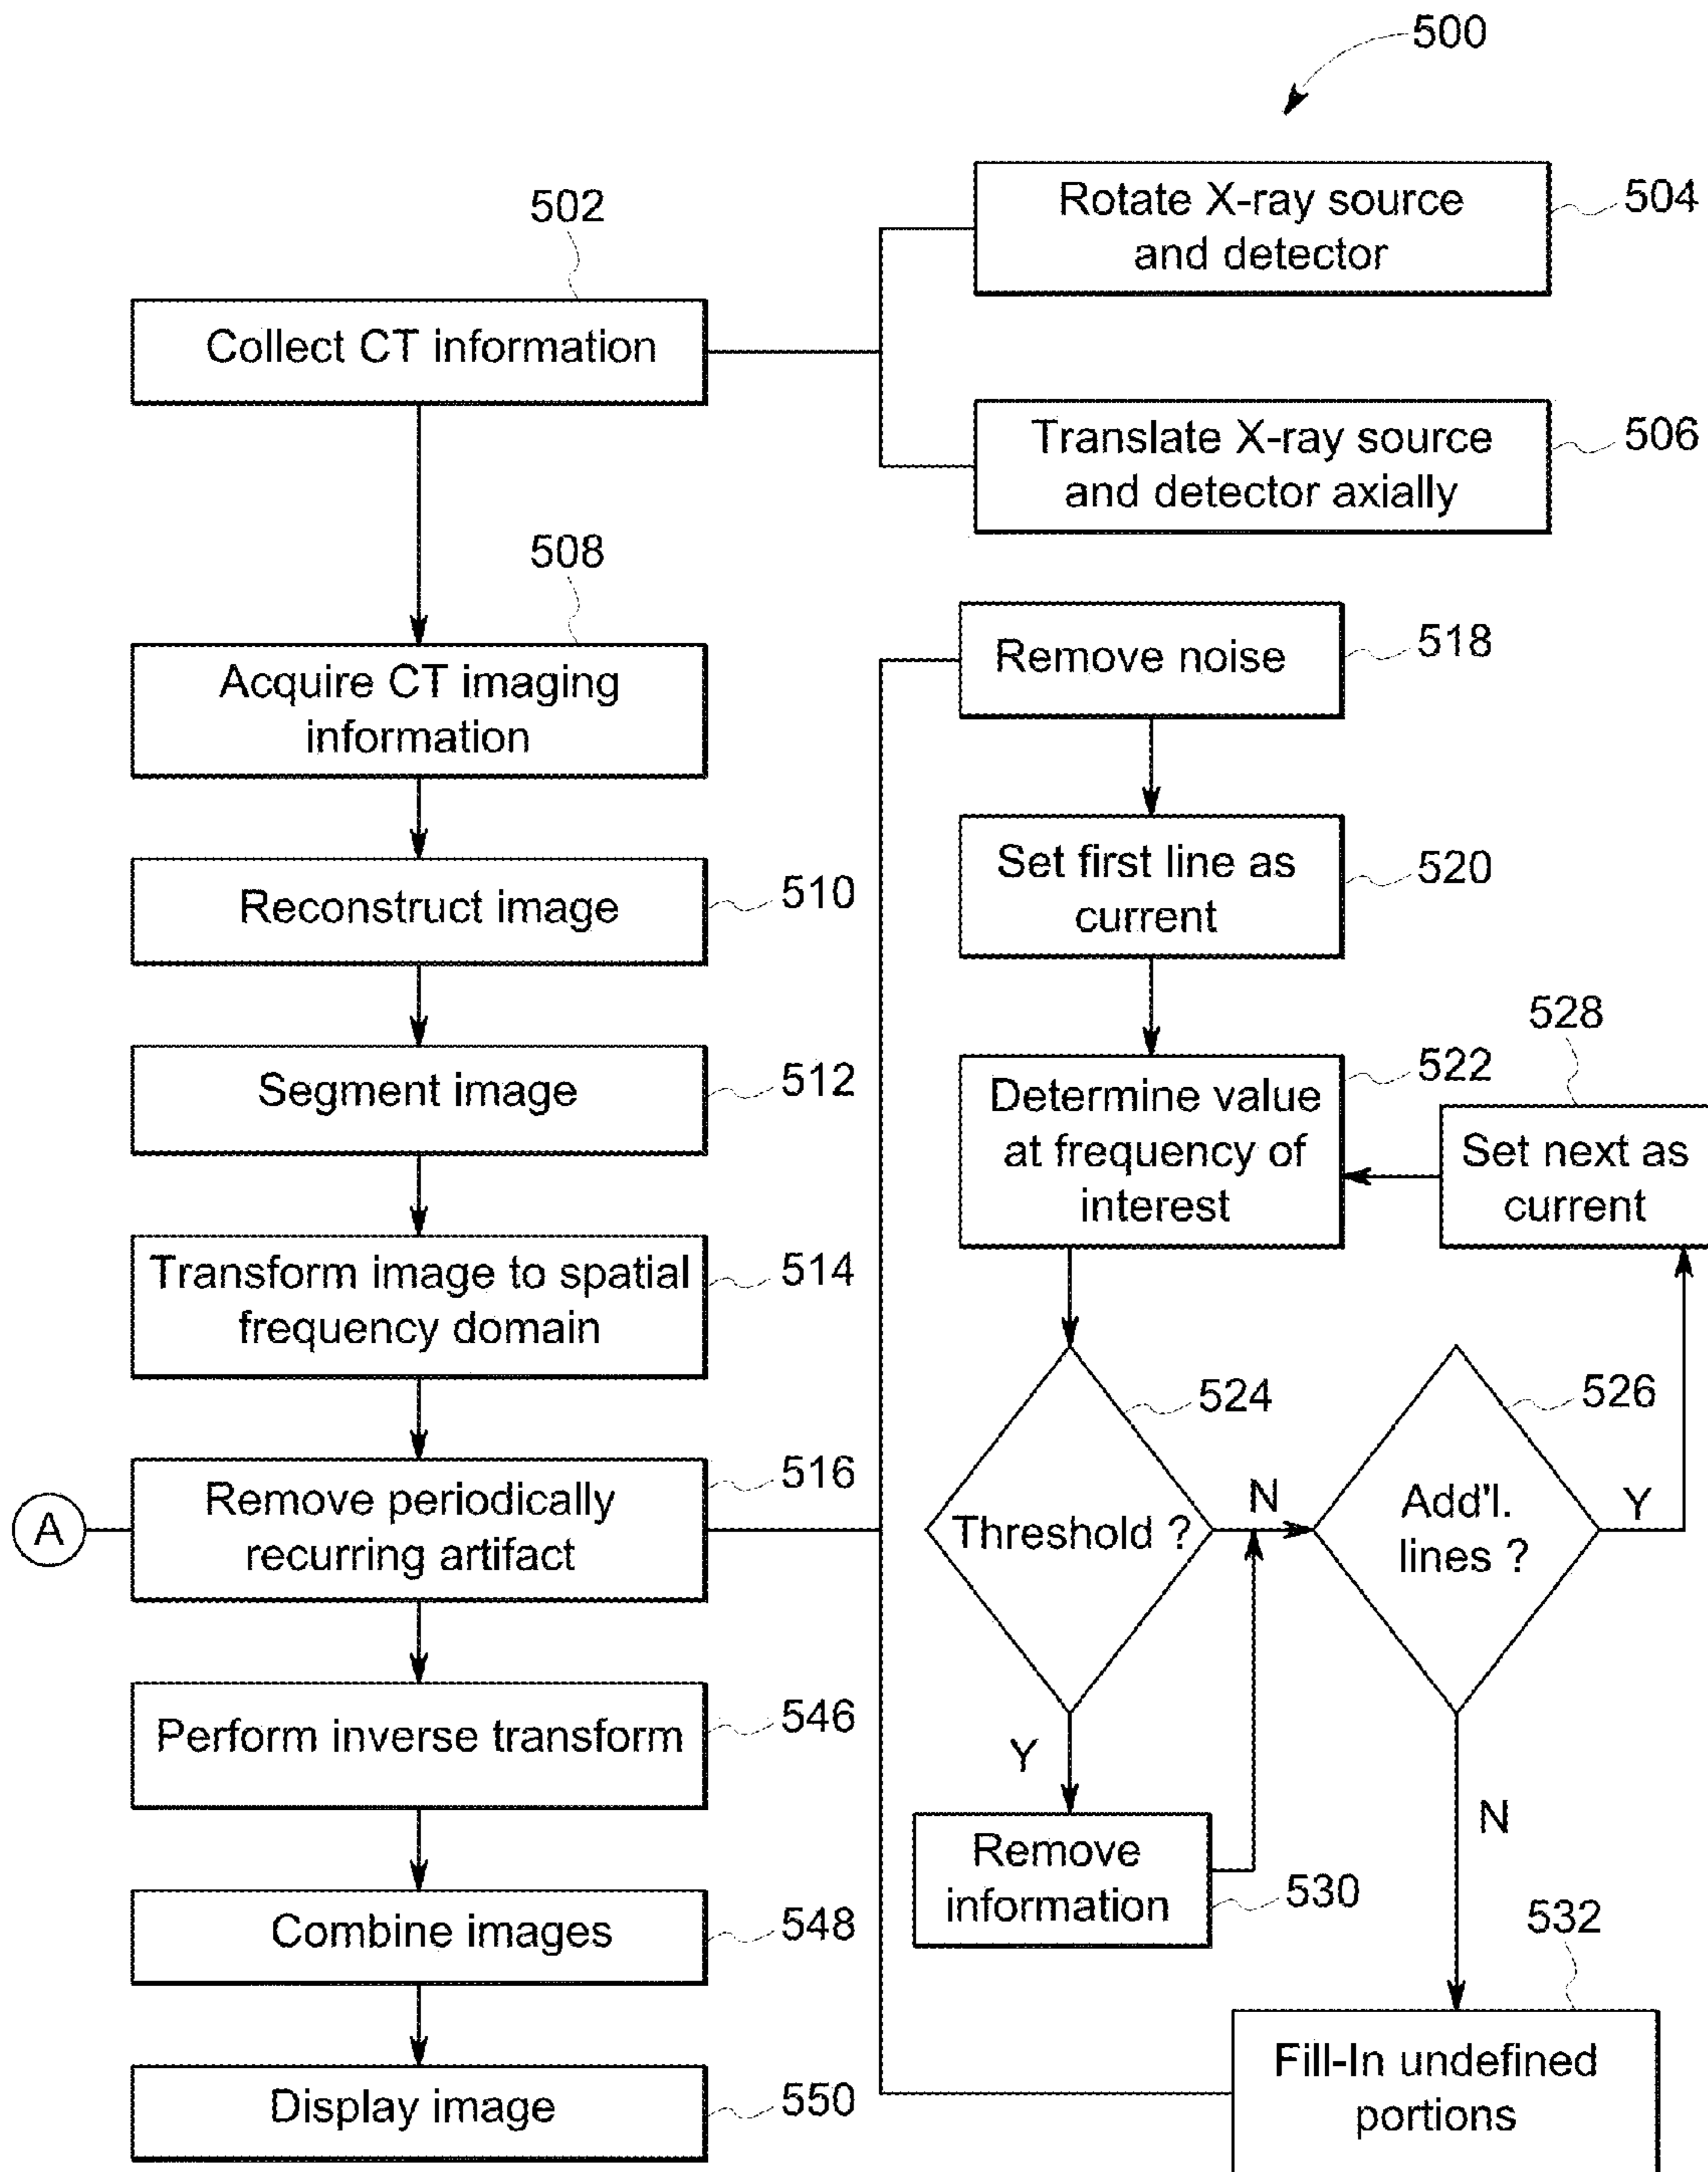 500
502
Collect CT information
Rotate X-ray source
and detector
504
Translate X-ray source
and detector axially
506
508
Acquire CT imaging
information
Reconstruct image
510
Segment image
512
Transform image to spatial
frequency domain
514
A
Remove periodically
recurring artifact
516
Perform inverse transform
546
Combine images
548
Display image
550
Remove noise
518
Set first line as
current
520
Determine value
at frequency of
interest
522
528
Set next as
current
Threshold ?
524
N
Y
Add'l.
lines ?
526
Y
N
Remove
information
530
532
Fill-In undefined
portions